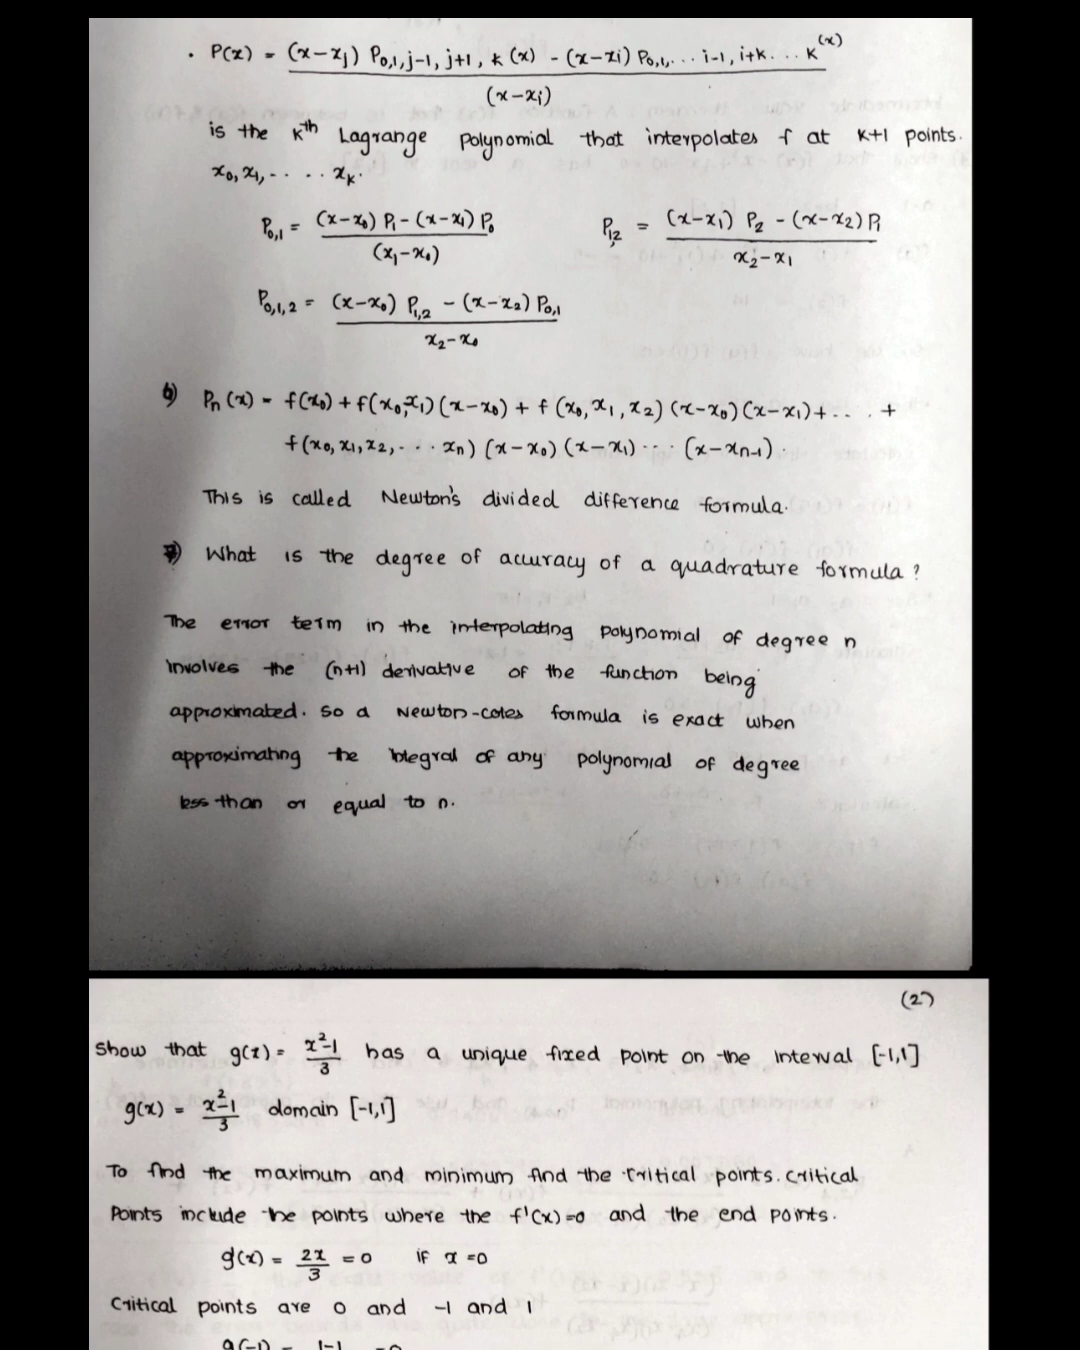 . P(x) = (x-xj) P0,1,j-1,j+1,k (x) - (x-xi) P0,1,... i-1,i+k... k(x)
(x-xi)
is the kth Lagrange polynomial that interpolates f at k+1 points.
x0, x1, - . . . . xk.
P0,1 = (x-x0) P1 - (x-x1) P0 / (x1-x0)
P1,2 = (x-x1) P2 - (x-x2) P1 / x2-x1
P0,1,2 = (x-x0) P1,2 - (x-x2) P0,1 / x2-x0
6) Pn(x) = f(x0) + f(x0,x1) (x-x0) + f (x0, x1, x2) (x-x0) (x-x1) + .. . . +
f(x0, x1, x2, - . . . xn) (x-x0) (x-x1) - - . . (x-xn-1) .
This is called Newton's divided difference formula.
7) What is the degree of accuracy of a quadrature formula?
The error term in the interpolating polynomial of degree n
involves the (n+1) derivative of the function being
approximated. so a Newton-cotes formula is exact when
approximating the integral of any polynomial of degree
less than or equal to n.
(2)
Show that g(x) = x²-1 / 3 has a unique fixed point on the interval [-1,1]
g(x) = x²-1 / 3 domain [-1,1]
To find the maximum and minimum find the critical points. critical
Points include the points where the f'(x)=0 and the end points.
g'(x) = 2x / 3 = 0 if x = 0
Critical points are 0 and -1 and 1
g(-1) = 1-1 = 0